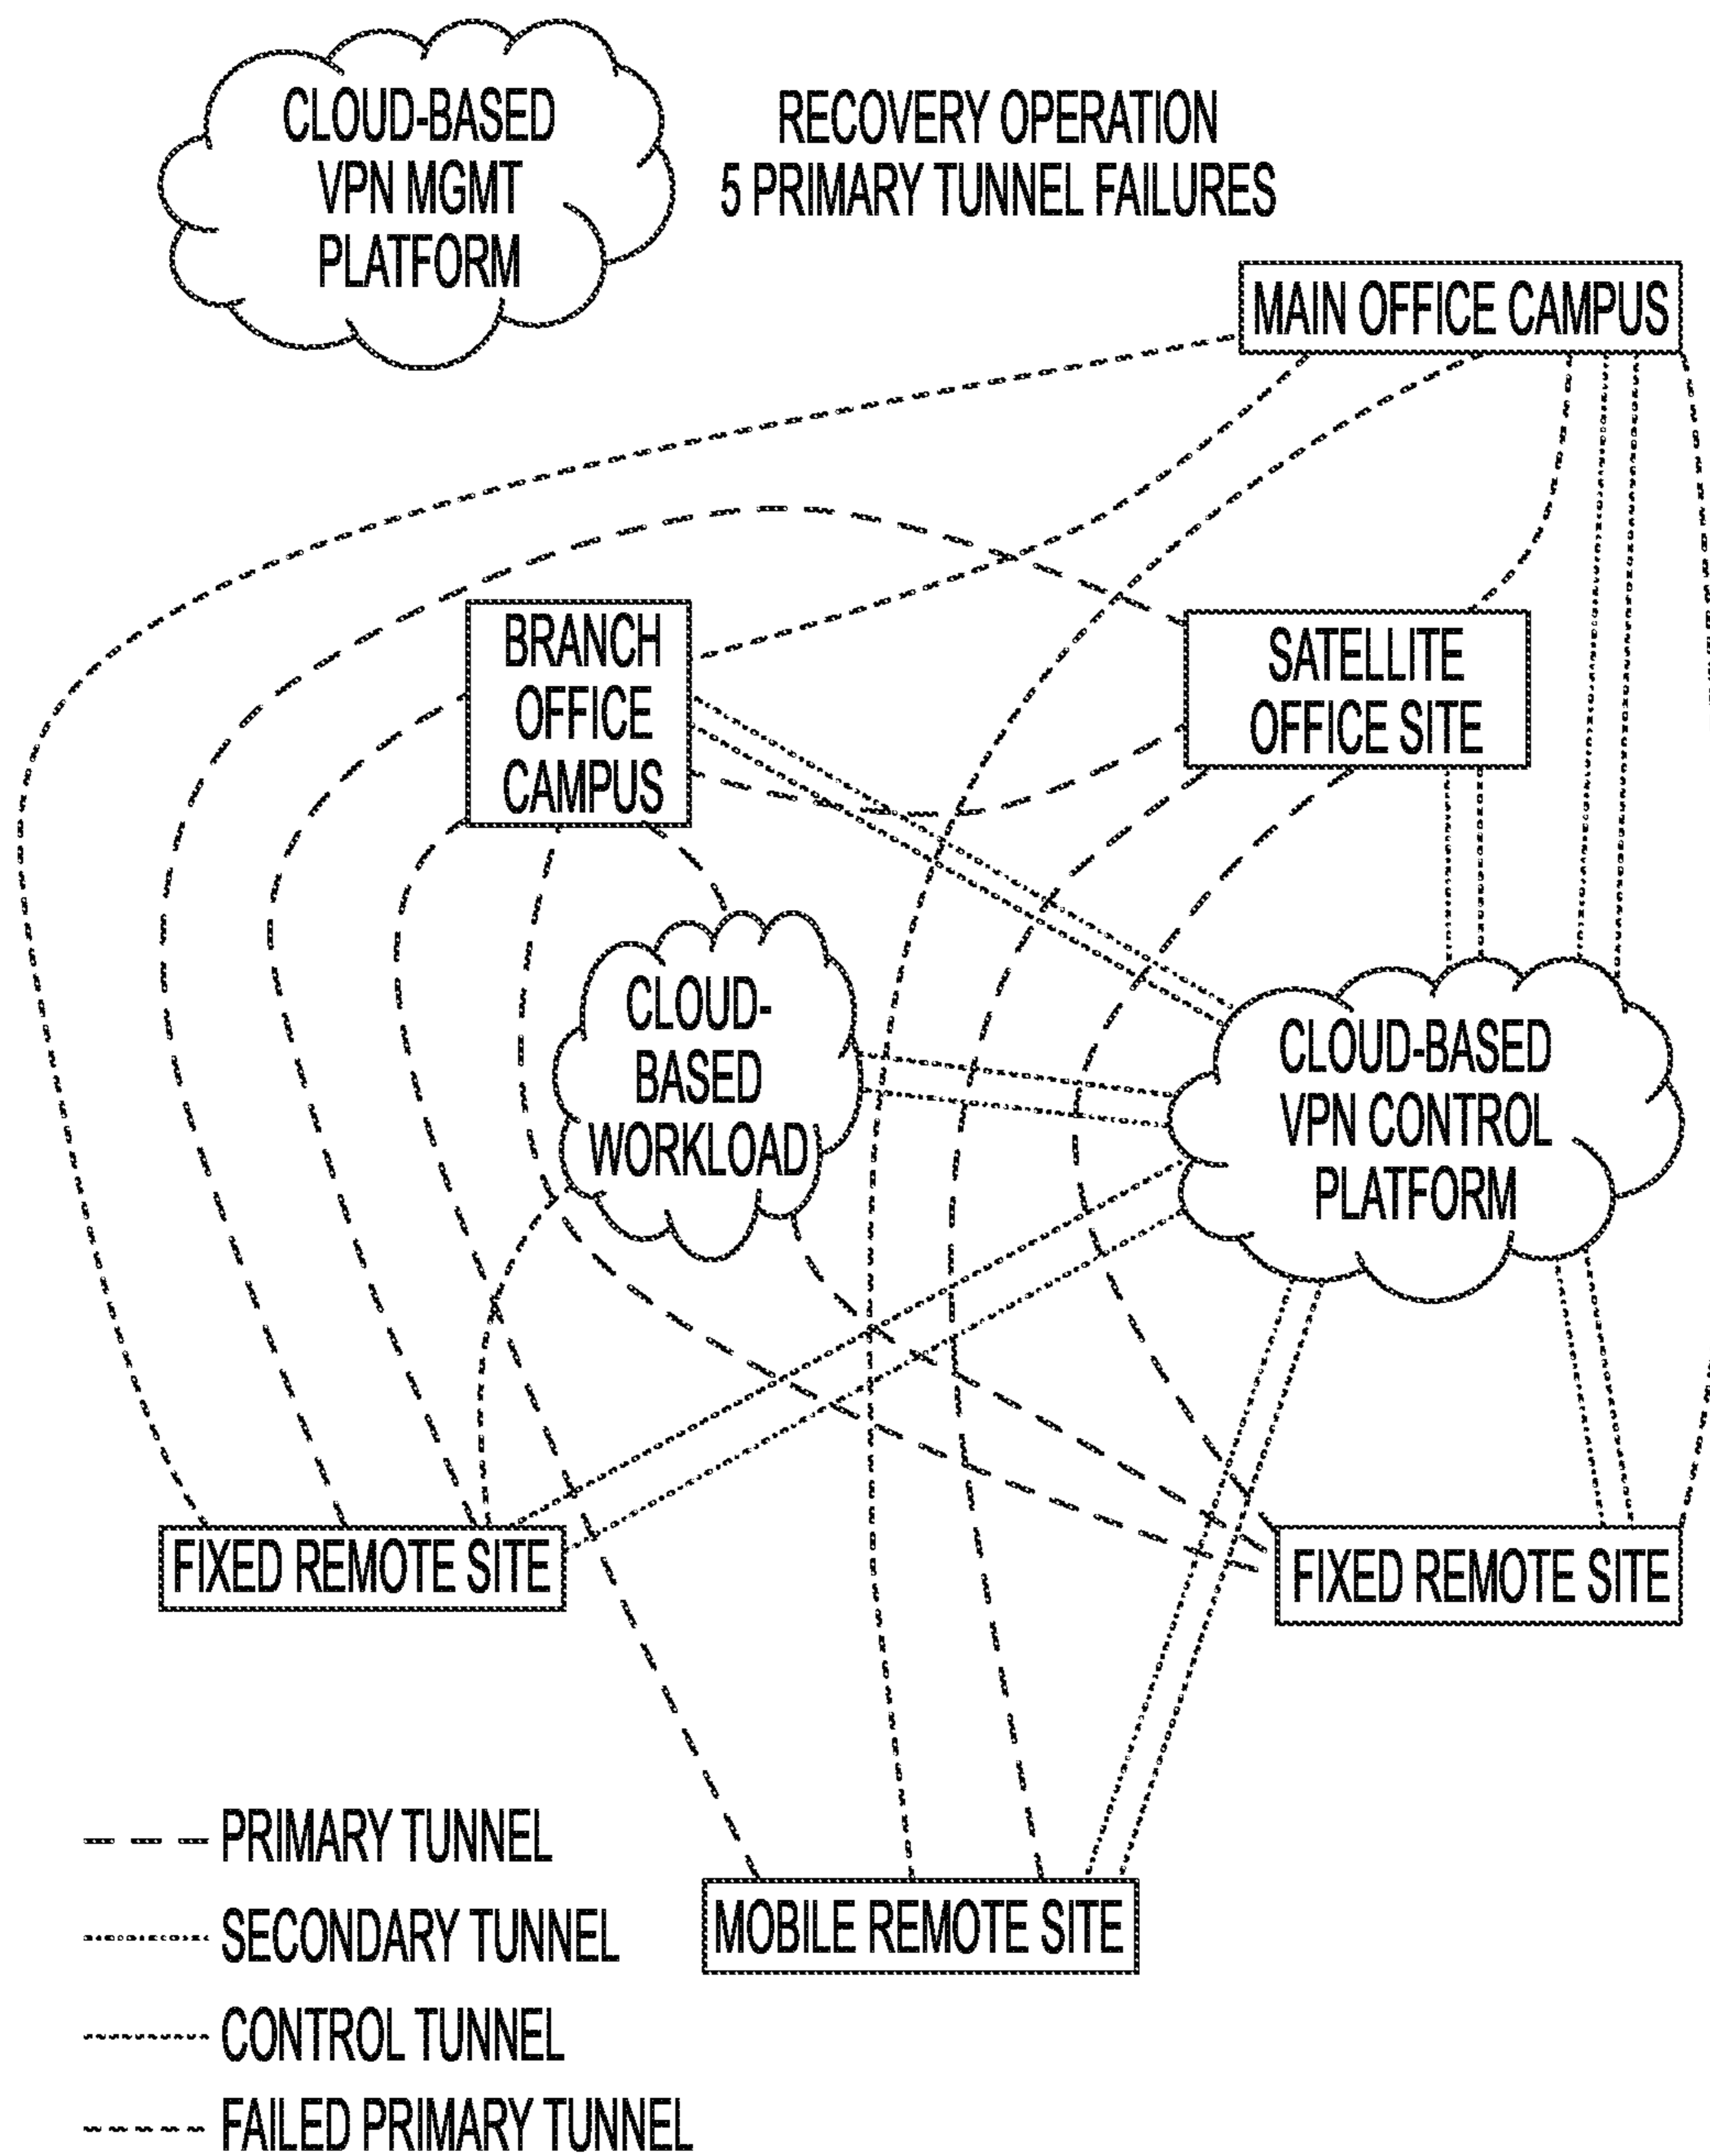 CLOUD-BASED
VPN MGMT
PLATFORM
RECOVERY OPERATION
5 PRIMARY TUNNEL FAILURES
MAIN OFFICE CAMPUS
BRANCH
OFFICE
CAMPUS
SATELLITE
OFFICE SITE
CLOUD-
BASED
WORKLOAD
CLOUD-BASED
VPN CONTROL
PLATFORM
FIXED REMOTE SITE
FIXED REMOTE SITE
MOBILE REMOTE SITE
PRIMARY TUNNEL
SECONDARY TUNNEL
CONTROL TUNNEL
FAILED PRIMARY TUNNEL